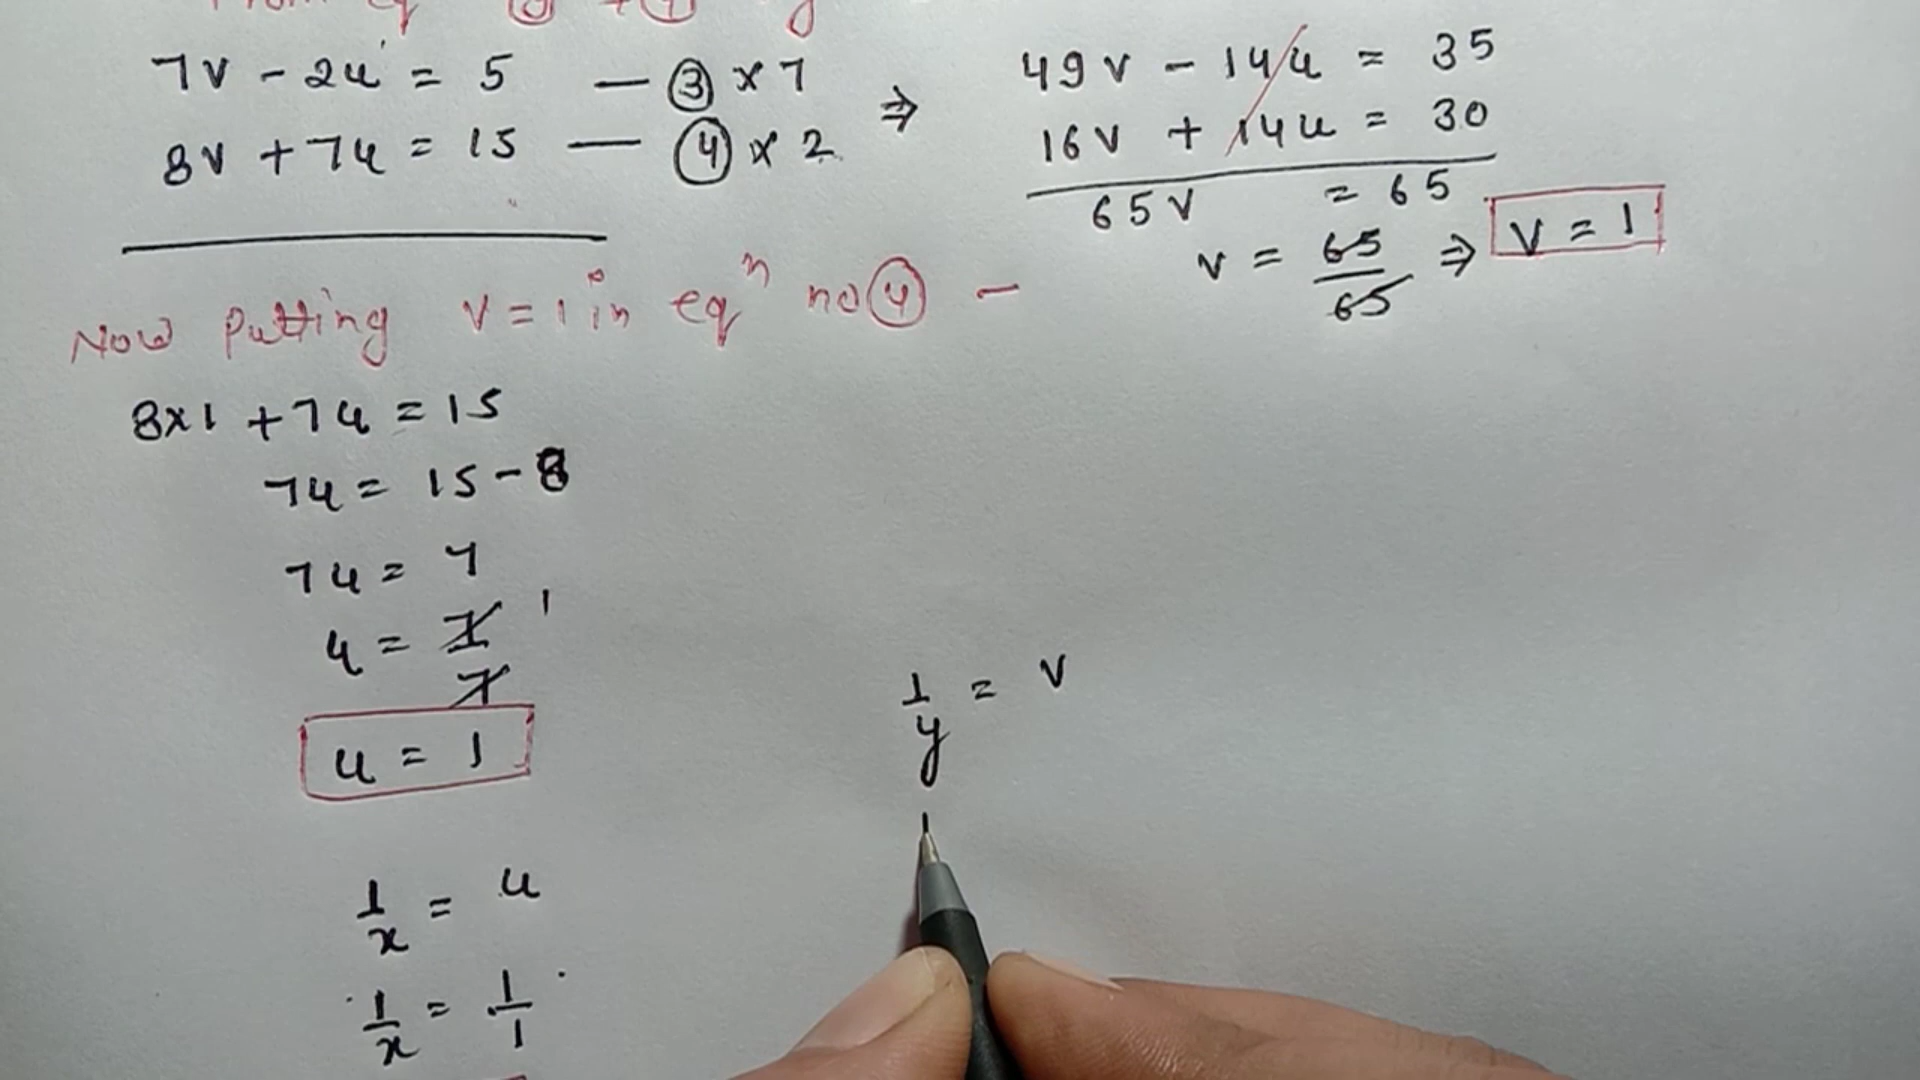 7v - 2u = 5 — ③ × 7 ⇒
8v + 7u = 15 — ④ × 2
49v - 14u = 35
16v + 14u = 30
65v = 65
v = 65/65 ⇒ v = 1
Now Putting v = 1 in eqⁿ no ④ -
8×1 + 7u = 15
7u = 15 - 8
7u = 7
u = 7/7 1
u = 1
1/x = u
1/x = 1/1
1/y = v